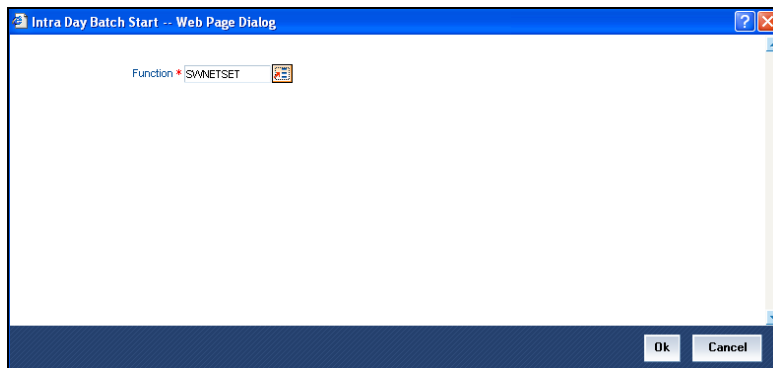 Intra Day Batch Start -- Web Page Dialog
Function * SWNETSET
Ok Cancel